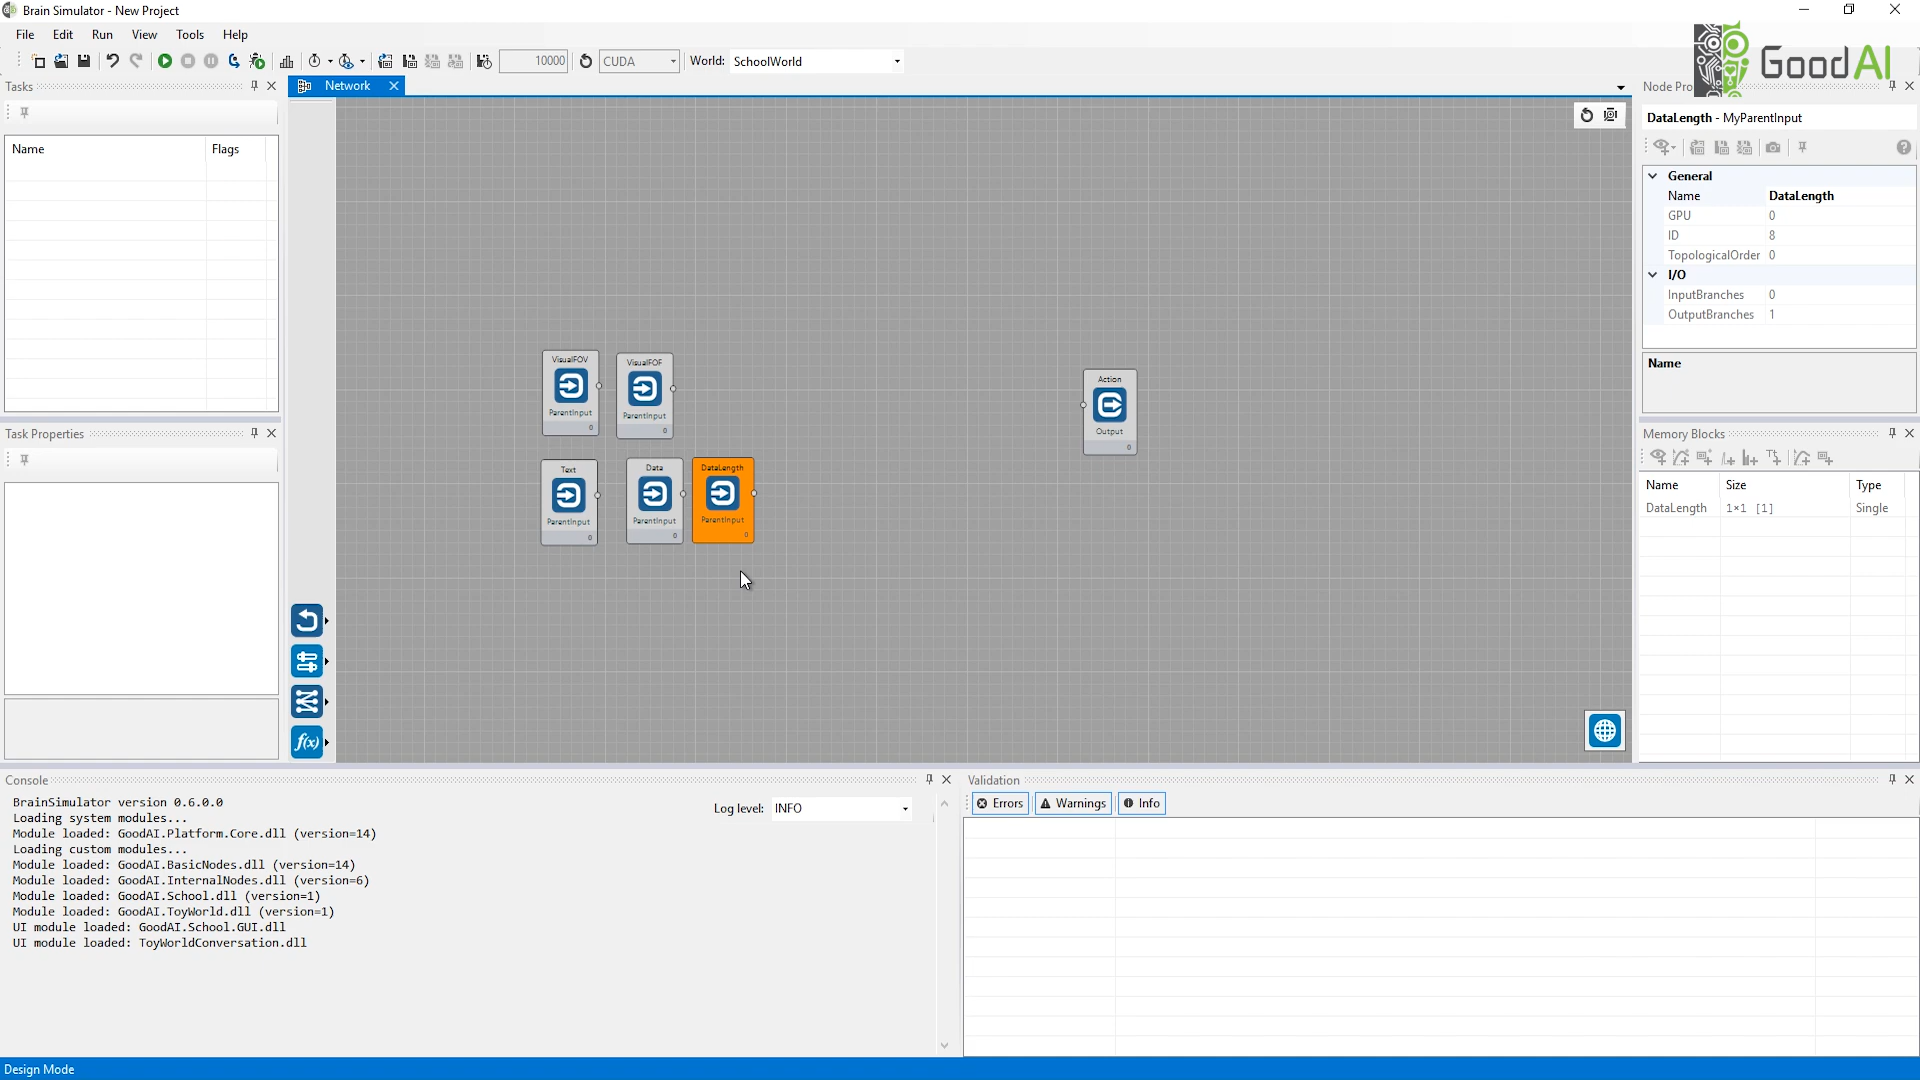 Brain Simulator - New Project
File Edit Run View Tools Help
10000 CUDA World: SchoolWorld
GoodAI
Tasks
Name Flags
Task Properties
Network
VisualFOV
ParentInput
0
VisualFOF
ParentInput
0
Text
ParentInput
0
Data
ParentInput
0
DataLength
ParentInput
0
Action
Output
0
f(x)
Node Pro
DataLength - MyParentInput
General
Name DataLength
GPU 0
ID 8
TopologicalOrder 0
I/O
InputBranches 0
OutputBranches 1
Name
Memory Blocks
Name Size Type
DataLength 1×1 [1] Single
Console
BrainSimulator version 0.6.0.0
Loading system modules...
Module loaded: GoodAI.Platform.Core.dll (version=14)
Loading custom modules...
Module loaded: GoodAI.BasicNodes.dll (version=14)
Module loaded: GoodAI.InternalNodes.dll (version=6)
Module loaded: GoodAI.School.dll (version=1)
Module loaded: GoodAI.ToyWorld.dll (version=1)
UI module loaded: GoodAI.School.GUI.dll
UI module loaded: ToyWorldConversation.dll
Log level: INFO
Validation
Errors Warnings Info
Design Mode